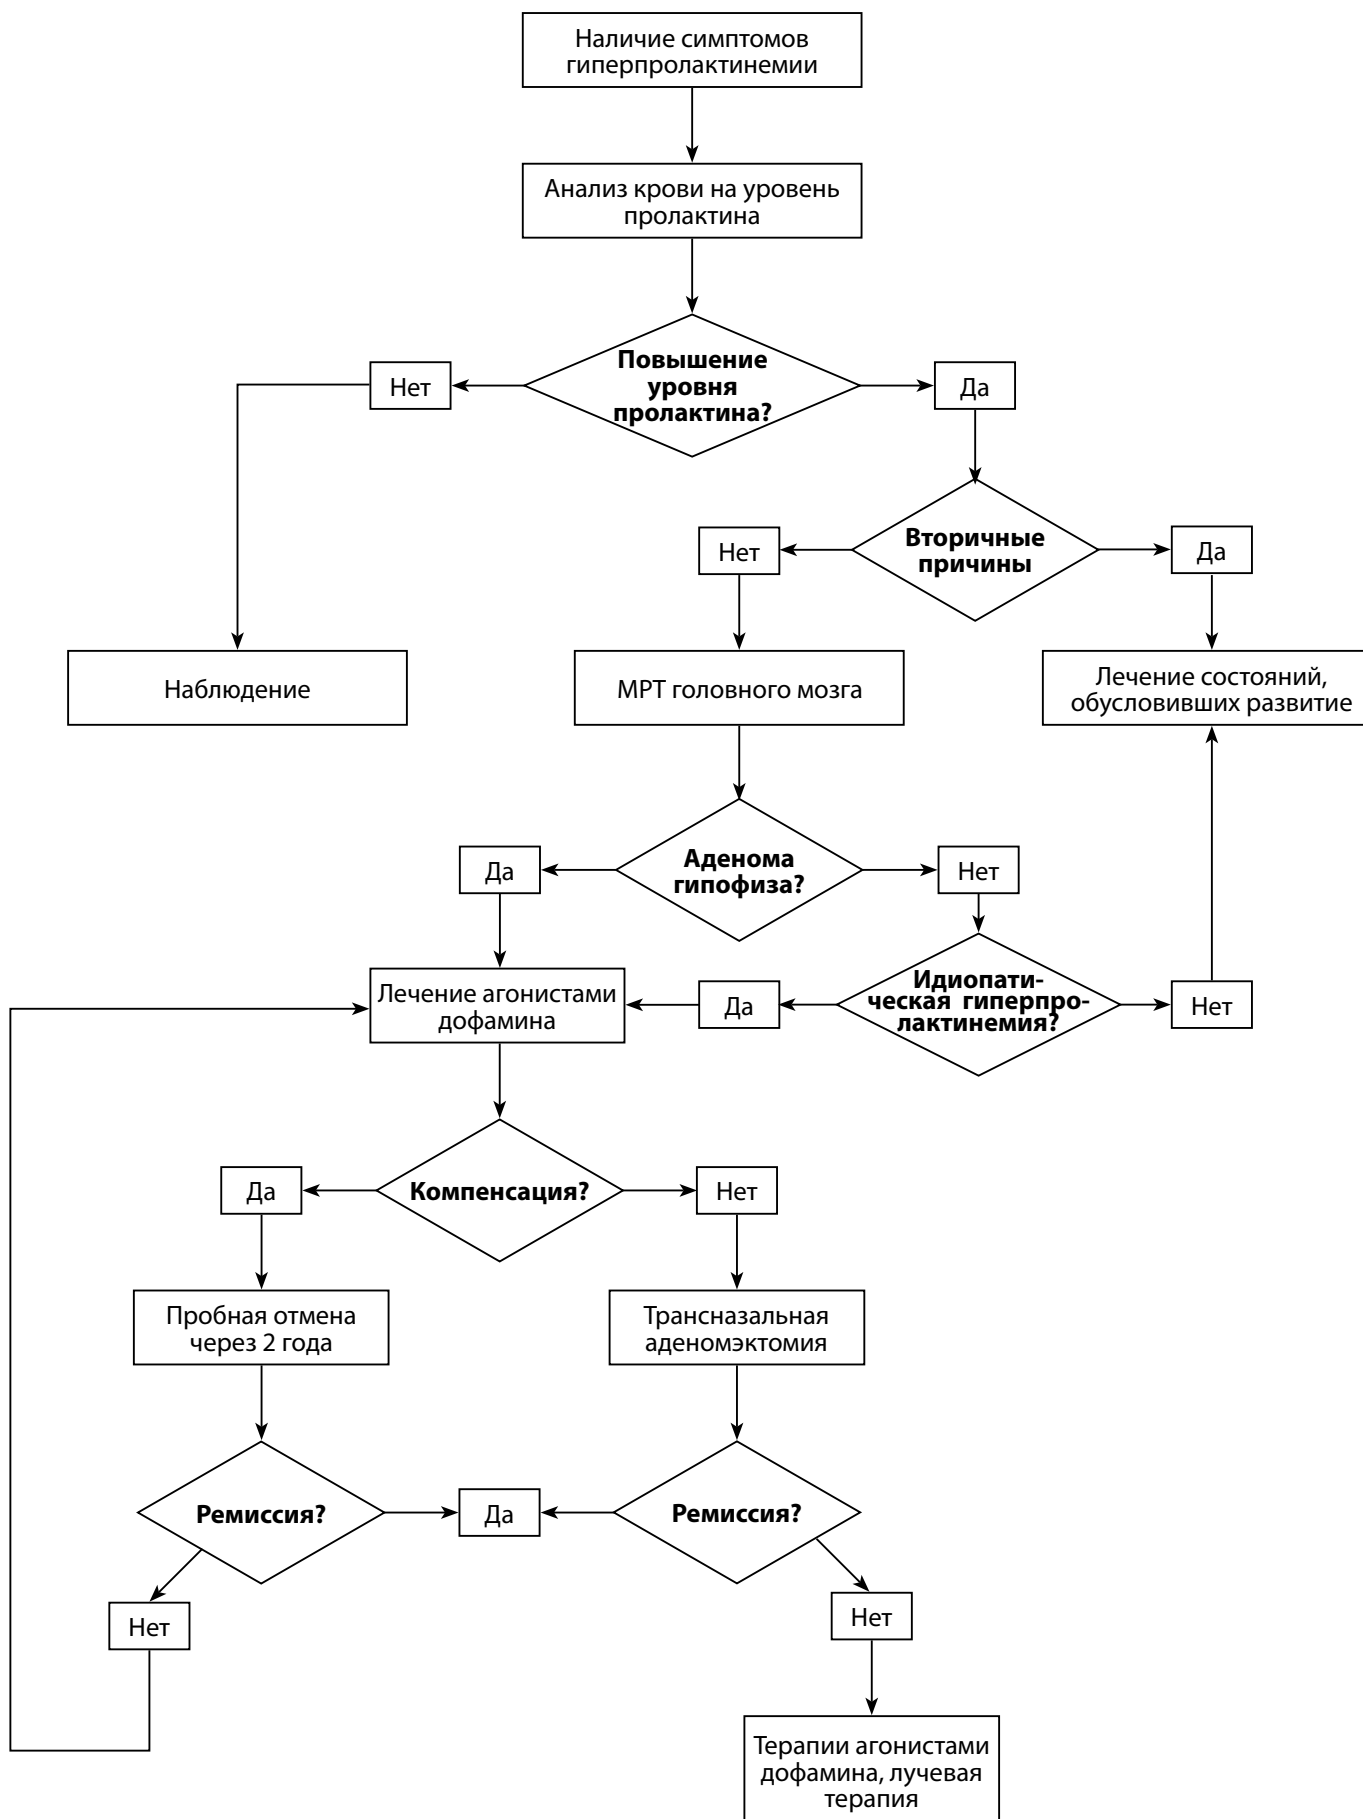 Наличие симптомов
гиперпролактинемии
Анализ крови на уровень
пролактина
Повышение
уровня
пролактина?
Нет
Да
Вторичные
причины
Нет
Да
Наблюдение
МРТ головного мозга
Лечение состояний,
обусловивших развитие
Аденома
гипофиза?
Да
Нет
Идиопати-
ческая гиперпро-
лактинемия?
Лечение агонистами
дофамина
Да
Нет
Компенсация?
Да
Нет
Пробная отмена
через 2 года
Трансназальная
аденомэктомия
Ремиссия?
Да
Ремиссия?
Нет
Нет
Терапии агонистами
дофамина, лучевая
терапия